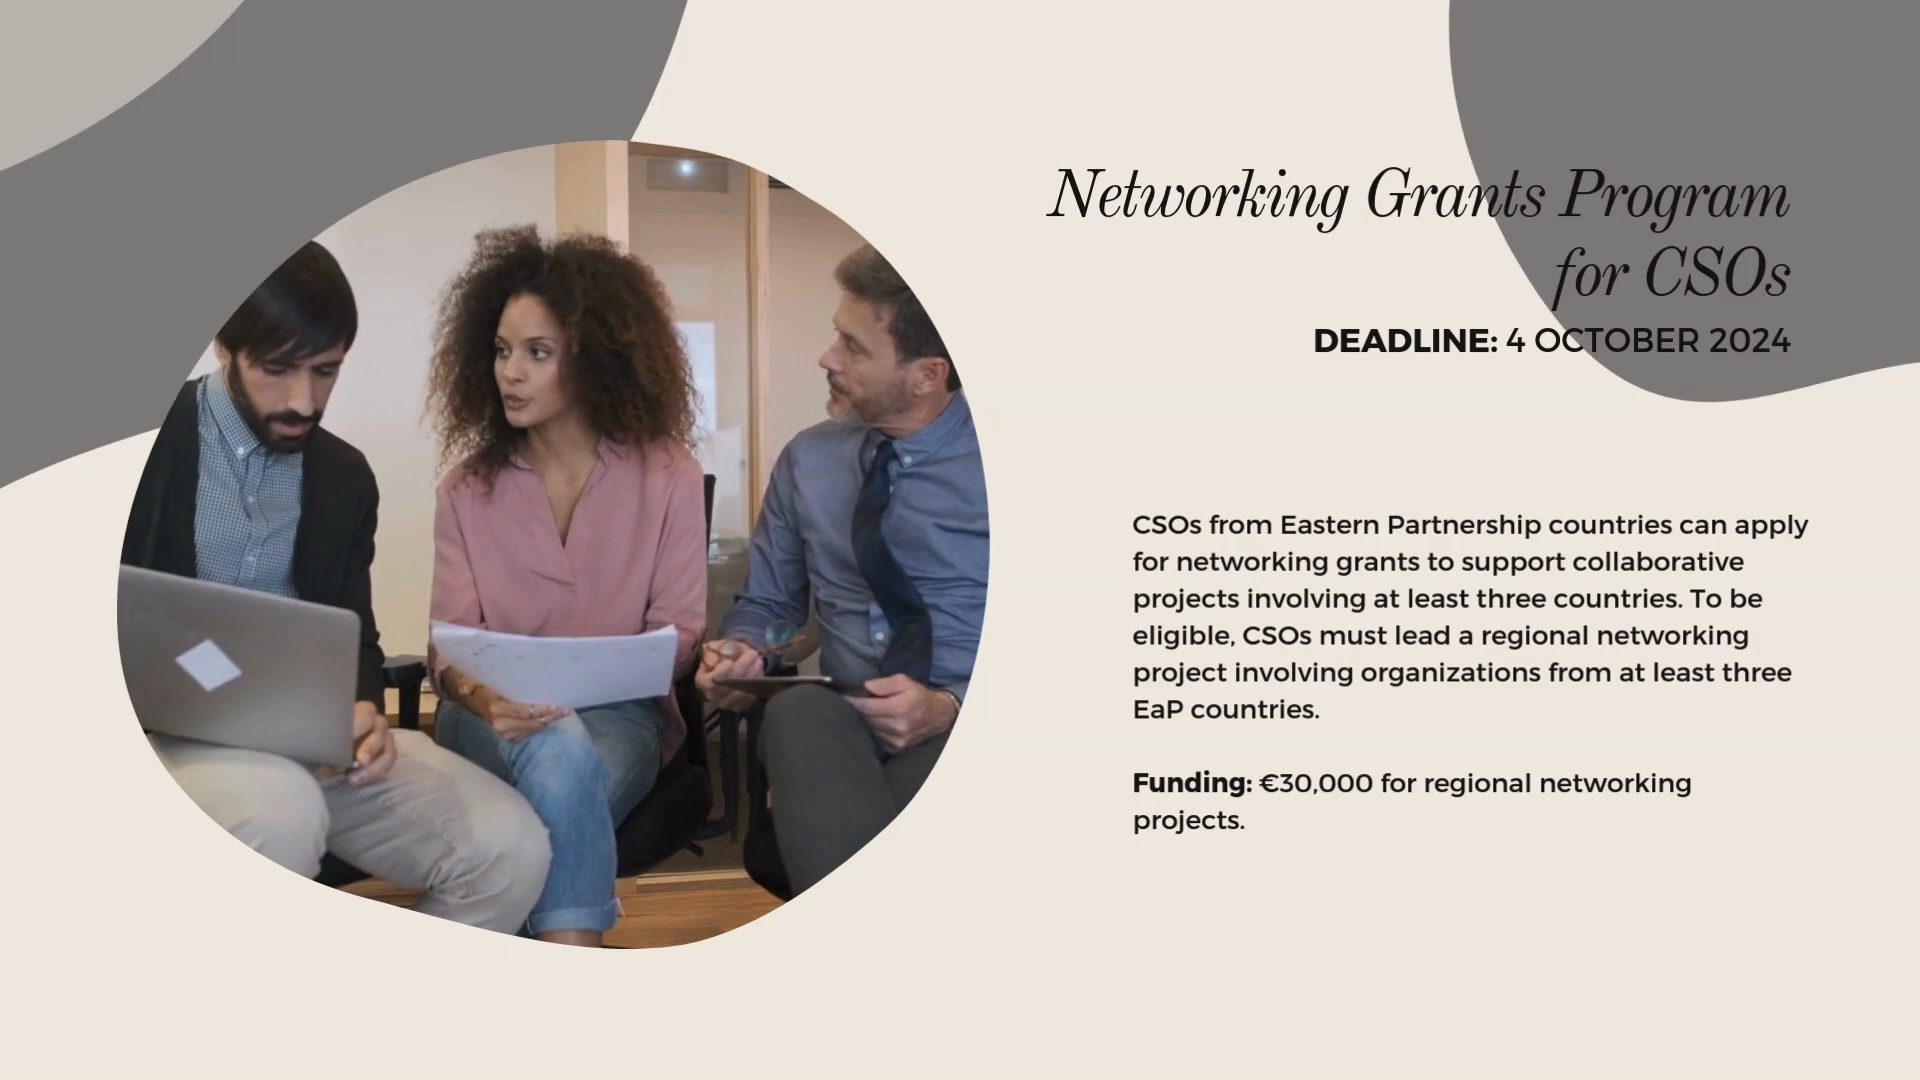 Networking Grants Program
for CSOs
DEADLINE: 4 OCTOBER 2024
CSOs from Eastern Partnership countries can apply
for networking grants to support collaborative
projects involving at least three countries. To be
eligible, CSOs must lead a regional networking
project involving organizations from at least three
EaP countries.
Funding: €30,000 for regional networking
projects.